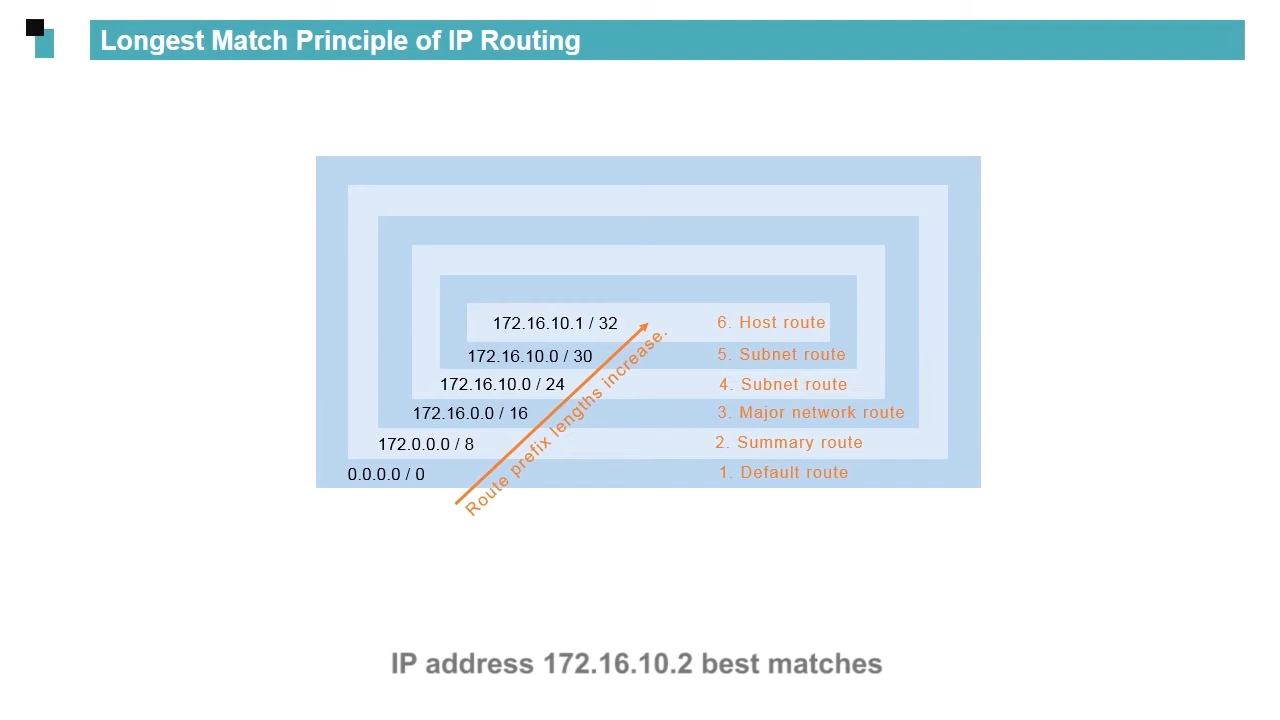 Longest Match Principle of IP Routing
172.16.10.1 / 32 6. Host route
172.16.10.0 / 30 5. Subnet route
172.16.10.0 / 24 4. Subnet route
172.16.0.0 / 16 3. Major network route
172.0.0.0 / 8 2. Summary route
0.0.0.0 / 0 1. Default route
Route prefix lengths increase.
IP address 172.16.10.2 best matches